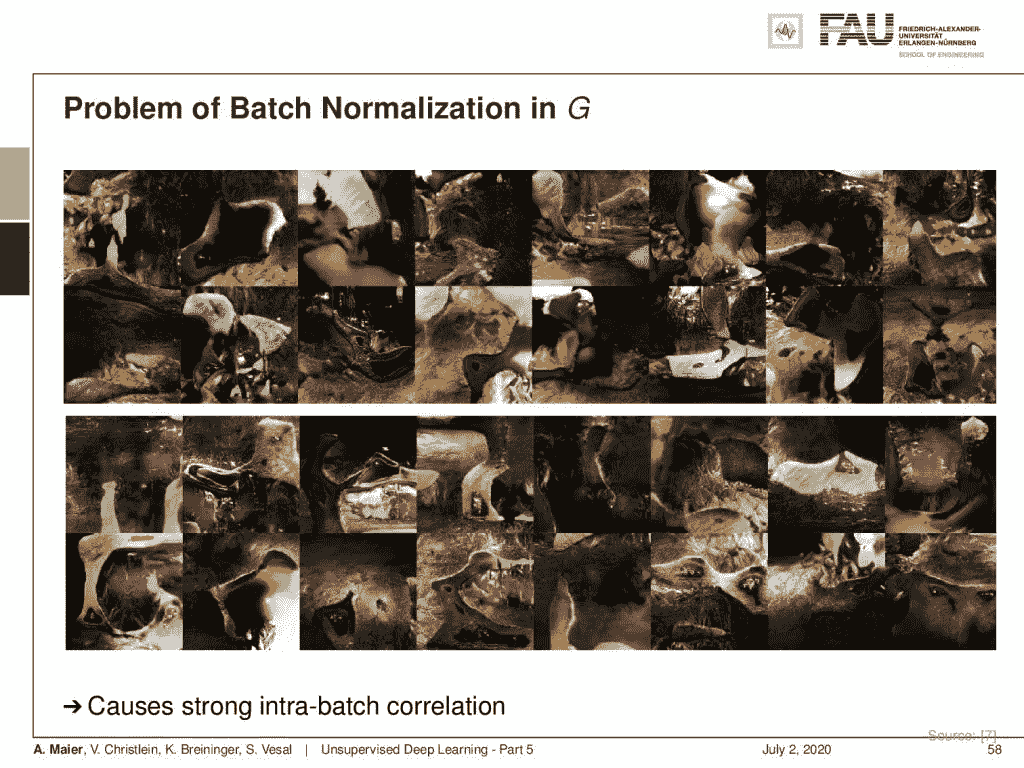 FAU
FRIEDRICH-ALEXANDER-
UNIVERSITÄT
ERLANGEN-NÜRNBERG
SCHOOL OF ENGINEERING
Problem of Batch Normalization in G
➔ Causes strong intra-batch correlation
Source: [7]
A. Maier, V. Christlein, K. Breininger, S. Vesal | Unsupervised Deep Learning - Part 5 July 2, 2020 58